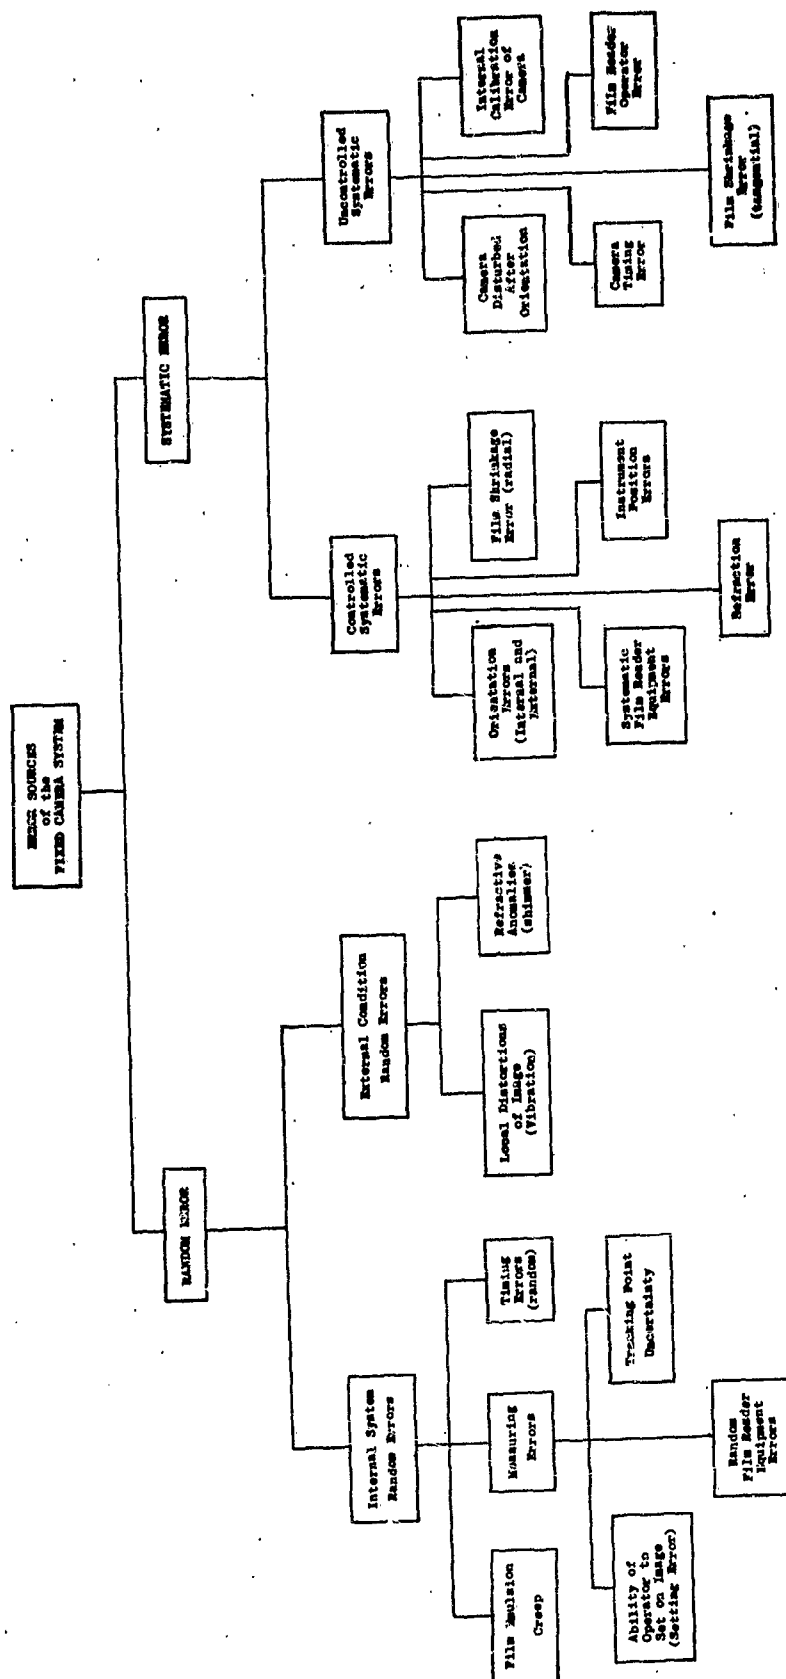 ERROR SOURCES
of the
FIXED CAMERA SYSTEM
RANDOM ERROR
SYSTEMATIC ERROR
Internal System
Random Errors
External Condition
Random Errors
Controlled
Systematic
Errors
Uncontrolled
Systematic
Errors
Film Emulsion
Creep
Measuring
Errors
Timing
Errors
(random)
Local Distortions
of Image
(Vibration)
Refractive
Anomalies
(shimmer)
Orientation
Errors
(Internal and
External)
Film Shrinkage
Error (radial)
Camera
Disturbed
After
Orientation
Internal
Calibration
Error of
Camera
Ability of
Operator to
Set on Image
(Setting Error)
Tracking Point
Uncertainty
Systematic
Film Reader
Equipment
Errors
Instrument
Position
Errors
Camera
Timing
Error
Film Reader
Operator
Error
Random
Film Reader
Equipment
Errors
Refraction
Error
Film Shrinkage
Error
(tangential)